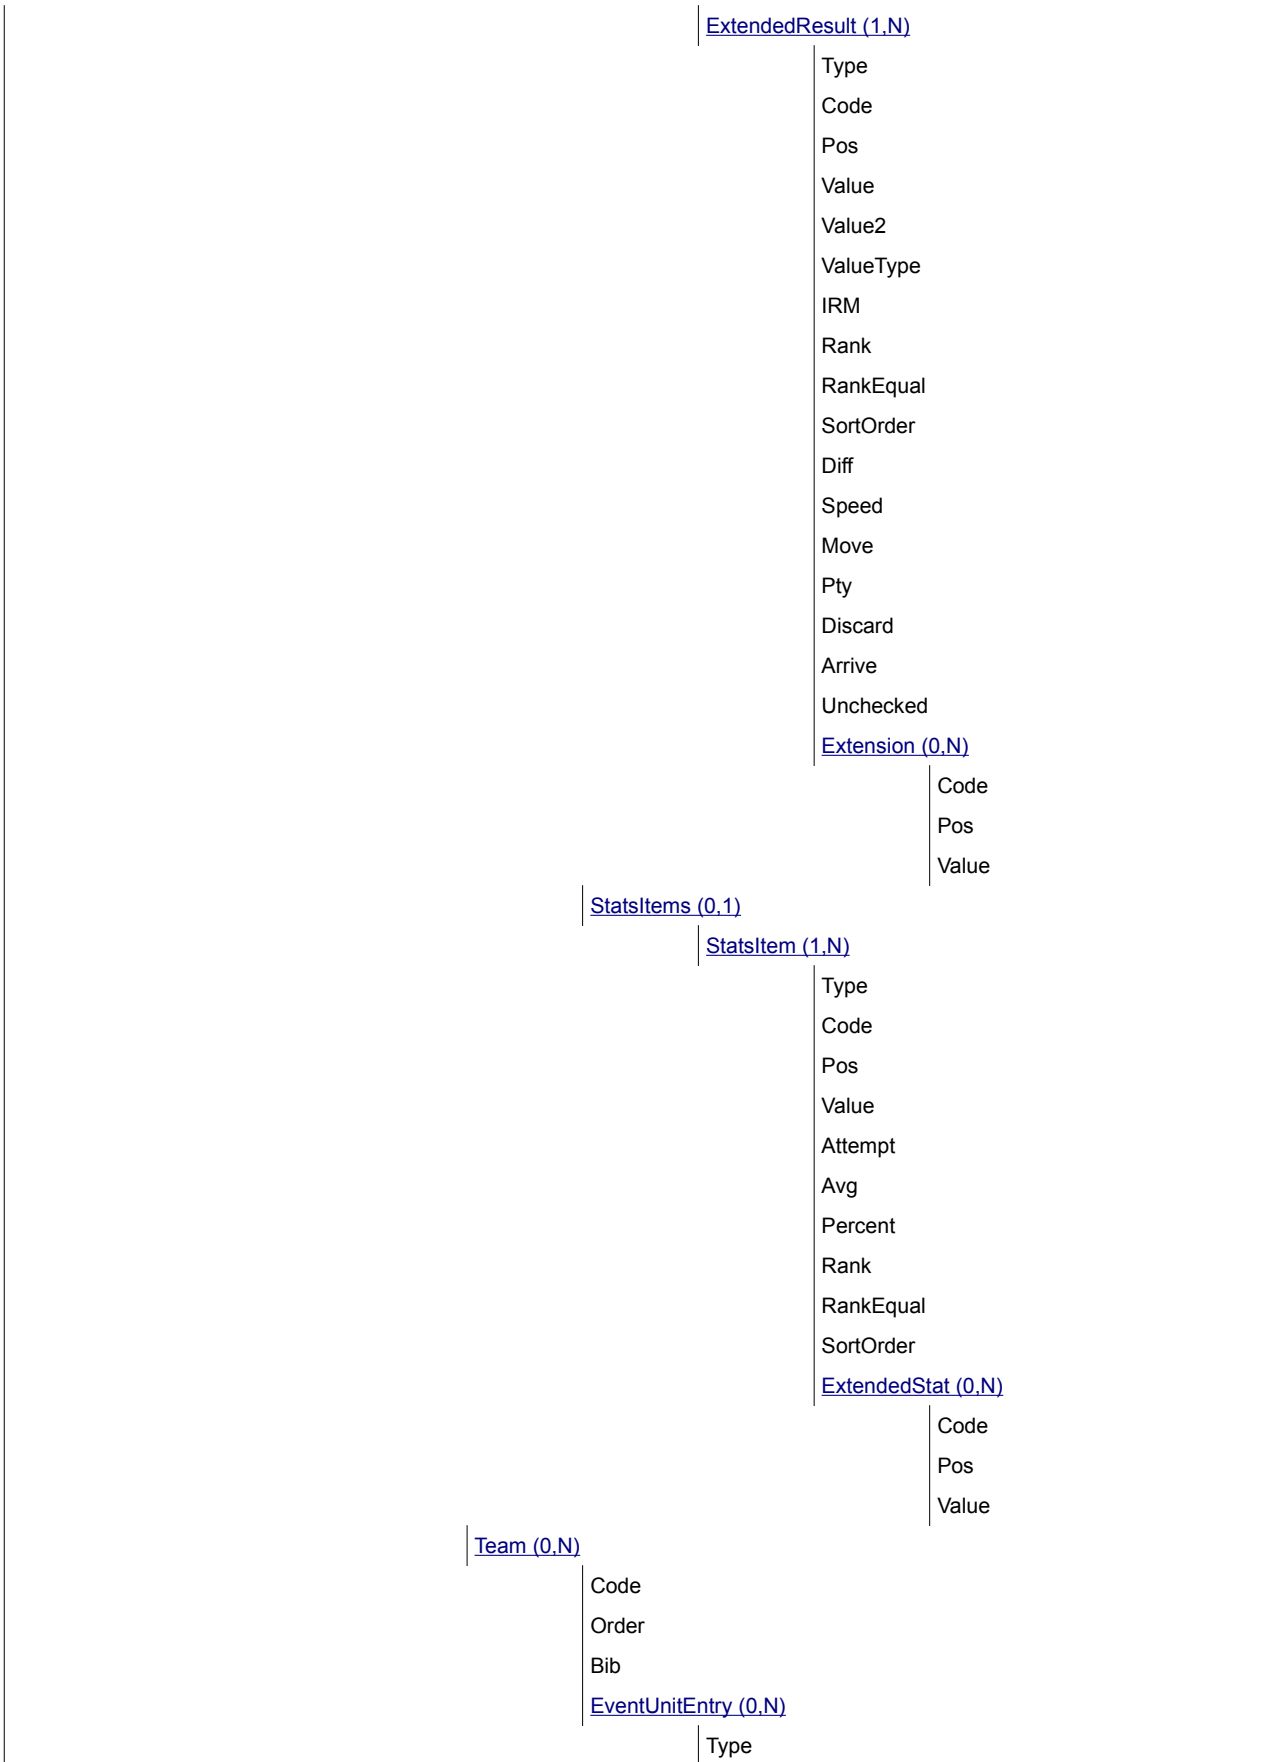 ExtendedResult (1,N)
Type
Code
Pos
Value
Value2
ValueType
IRM
Rank
RankEqual
SortOrder
Diff
Speed
Move
Pty
Discard
Arrive
Unchecked
Extension (0,N)
Code
Pos
Value
StatsItems (0,1)
StatsItem (1,N)
Type
Code
Pos
Value
Attempt
Avg
Percent
Rank
RankEqual
SortOrder
ExtendedStat (0,N)
Code
Pos
Value
Team (0,N)
Code
Order
Bib
EventUnitEntry (0,N)
Type